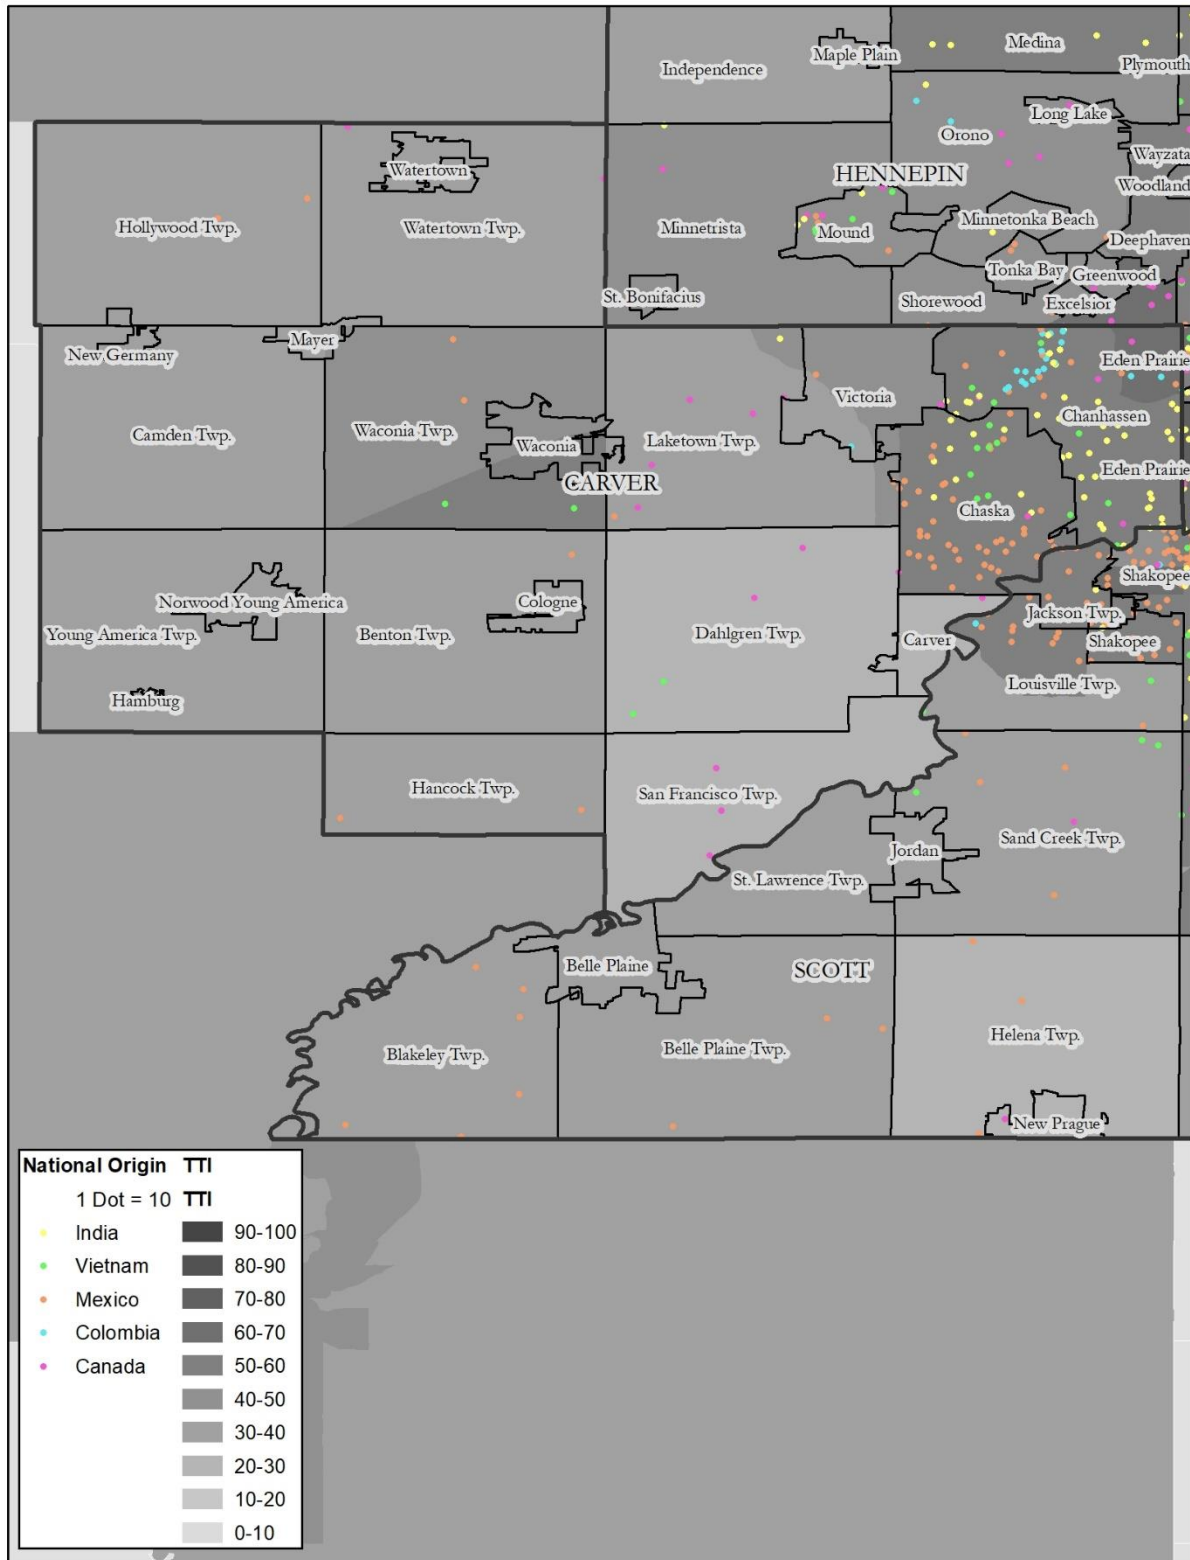 Medina
Maple Plain
Plymouth
Independence
Long Lake
Orono
Wayzata
Watertown
HENNEPIN
Woodland
Hollywood Twp.
Watertown Twp.
Minnetrista
Mound
Minnetonka Beach
Deephaven
Tonka Bay
Greenwood
St. Bonifacius
Shorewood
Excelsior
Mayer
New Germany
Eden Prairie
Victoria
Chanhassen
Camden Twp.
Waconia Twp.
Waconia
Laketown Twp.
Eden Prairie
CARVER
Chaska
Shakopee
Norwood Young America
Cologne
Jackson Twp.
Young America Twp.
Benton Twp.
Dahlgren Twp.
Carver
Shakopee
Hamburg
Louisville Twp.
Hancock Twp.
San Francisco Twp.
Jordan
Sand Creek Twp.
St. Lawrence Twp.
Belle Plaine
SCOTT
Blakeley Twp.
Belle Plaine Twp.
Helena Twp.
New Prague
National Origin TTI
1 Dot = 10 TTI
India 90-100
Vietnam 80-90
Mexico 70-80
Colombia 60-70
Canada 50-60
40-50
30-40
20-30
10-20
0-10